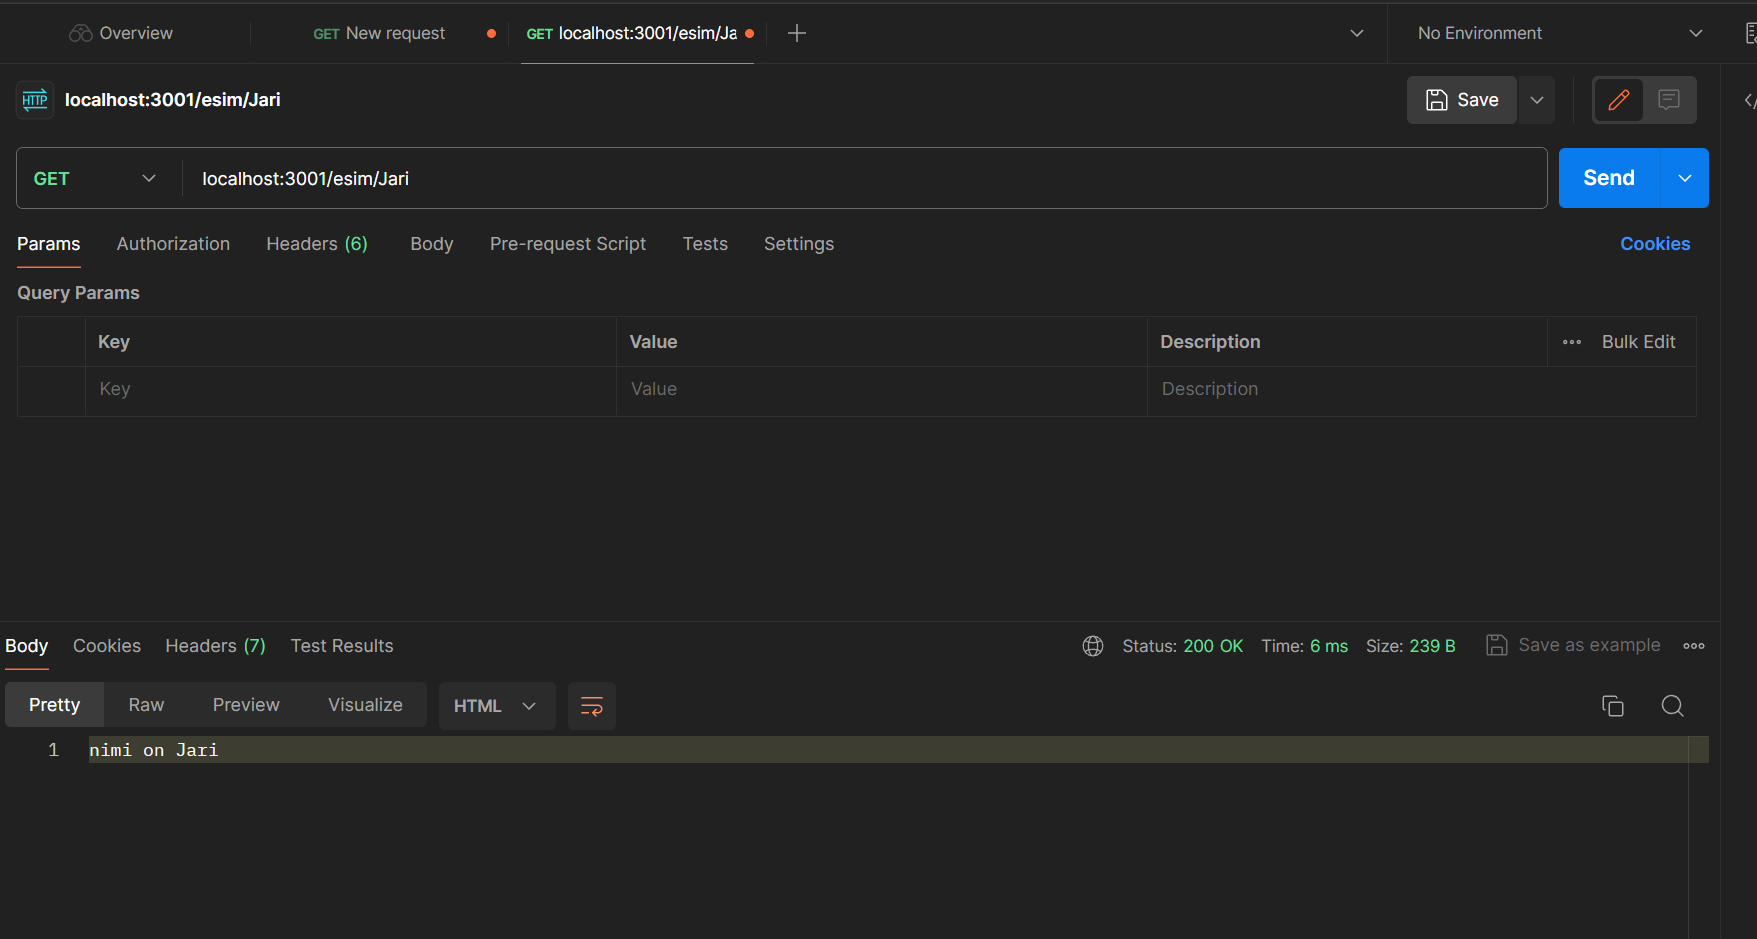 Overview
GET New request
GET localhost:3001/esim/Ja
No Environment
HTTP
localhost:3001/esim/Jari
Save
GET
localhost:3001/esim/Jari
Send
Params
Authorization
Headers (6)
Body
Pre-request Script
Tests
Settings
Cookies
Query Params
Key
Value
Description
Bulk Edit
Key
Value
Description
Body
Cookies
Headers (7)
Test Results
Status: 200 OK
Time: 6 ms
Size: 239 B
Save as example
Pretty
Raw
Preview
Visualize
HTML
1
nimi on Jari